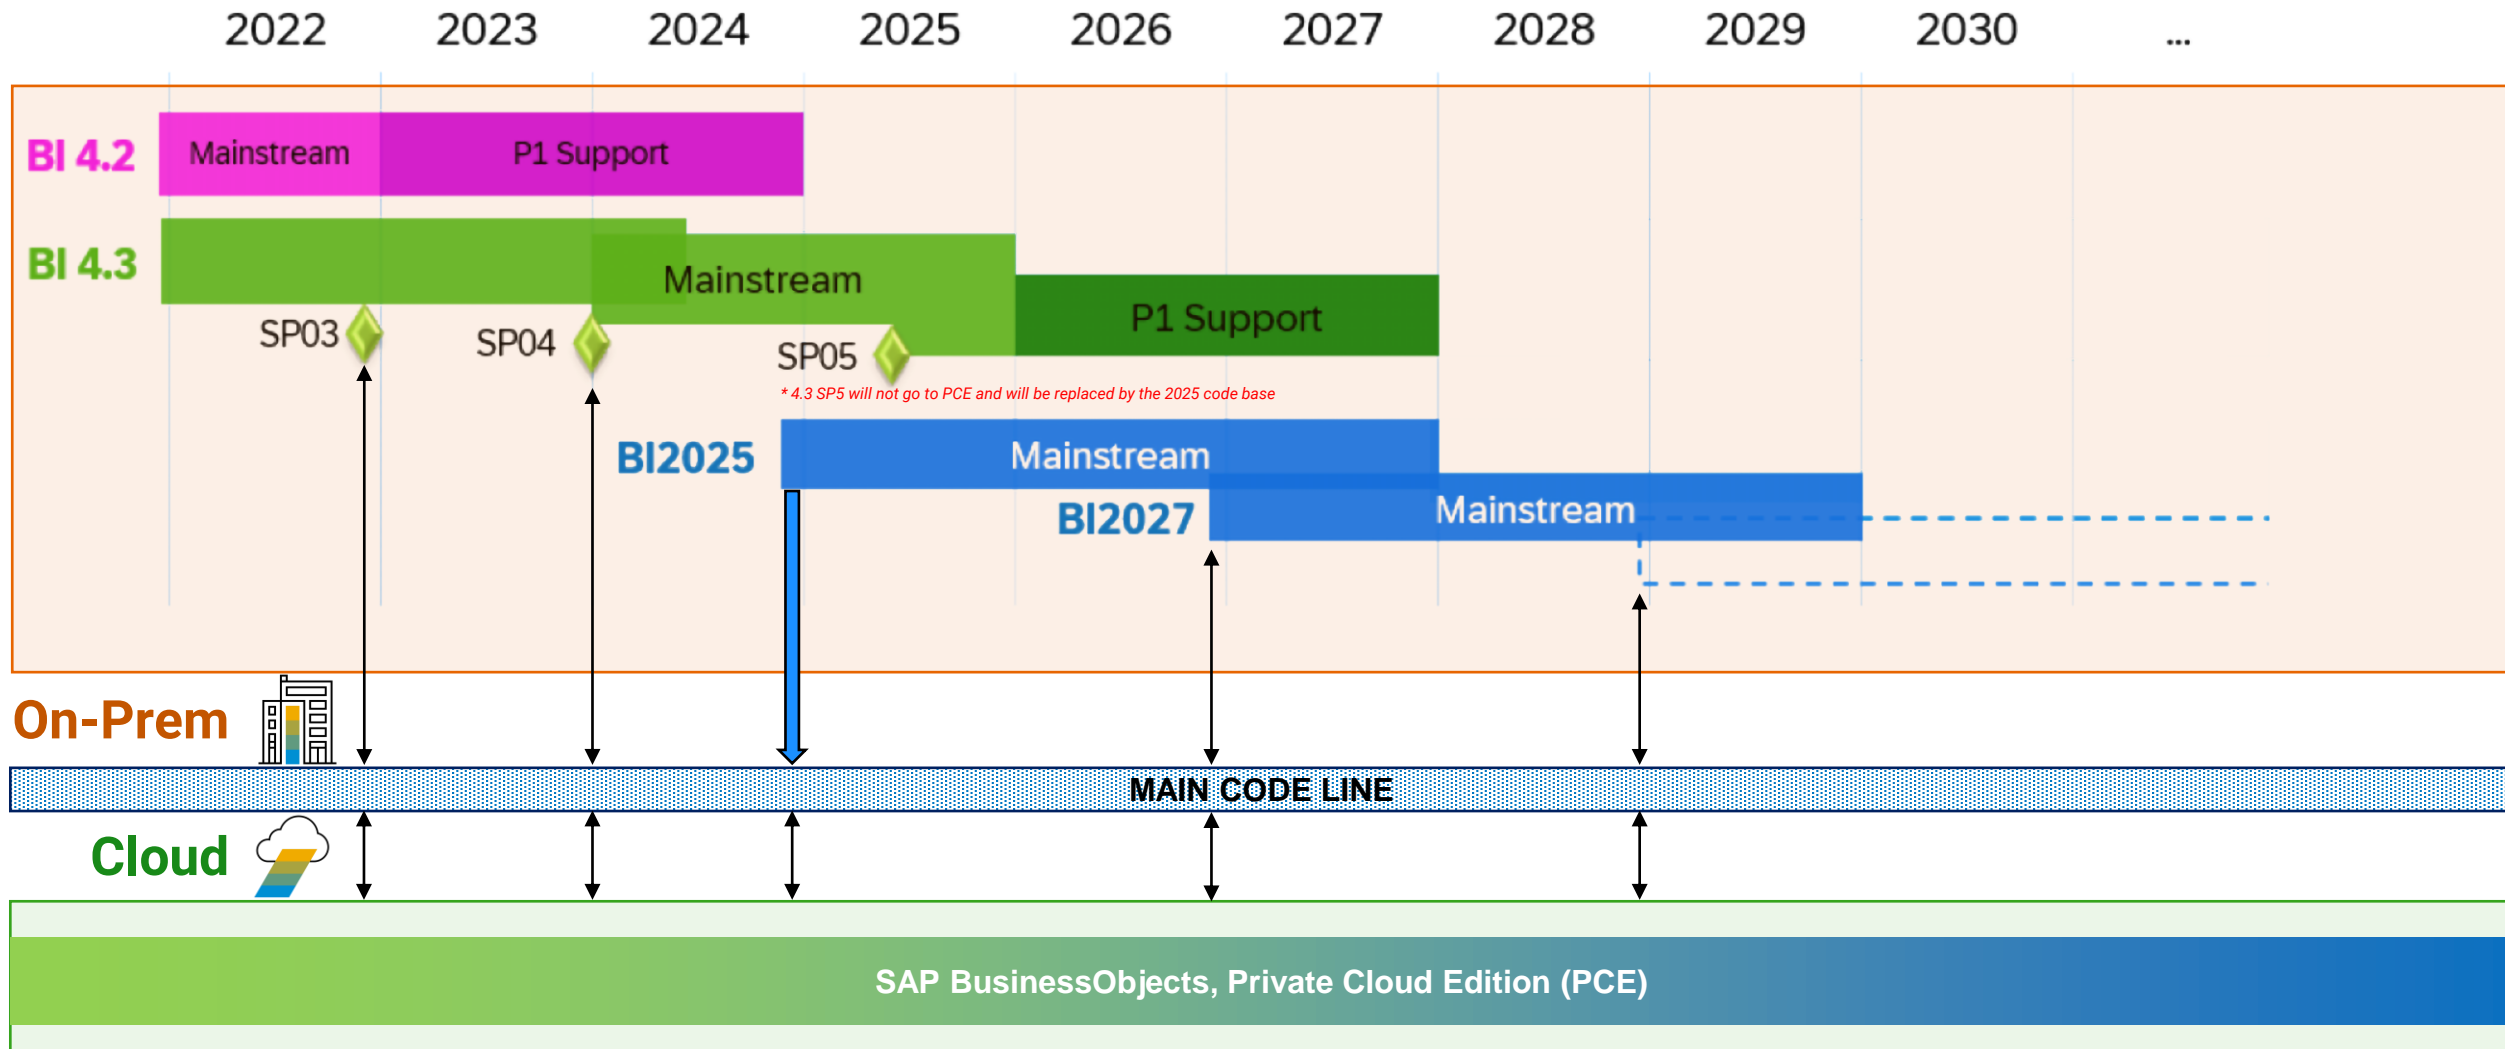 2022 2023 2024 2025 2026 2027 2028 2029 2030 ...
BI 4.2
Mainstream
P1 Support
BI 4.3
Mainstream
P1 Support
SP03
SP04
SP05
* 4.3 SP5 will not go to PCE and will be replaced by the 2025 code base
BI2025
Mainstream
BI2027
Mainstream
On-Prem
MAIN CODE LINE
Cloud
SAP BusinessObjects, Private Cloud Edition (PCE)